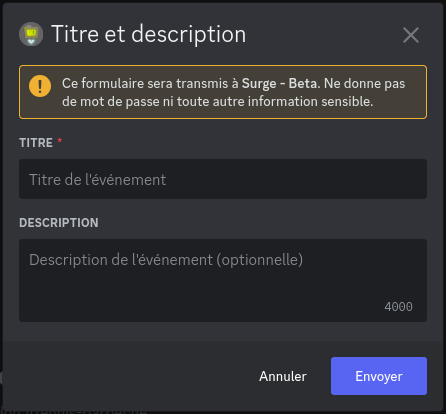 Titre et description
Ce formulaire sera transmis à Surge - Beta. Ne donne pas
de mot de passe ni toute autre information sensible.
TITRE *
Titre de l'événement
DESCRIPTION
Description de l'événement (optionnelle)
4000
Annuler
Envoyer